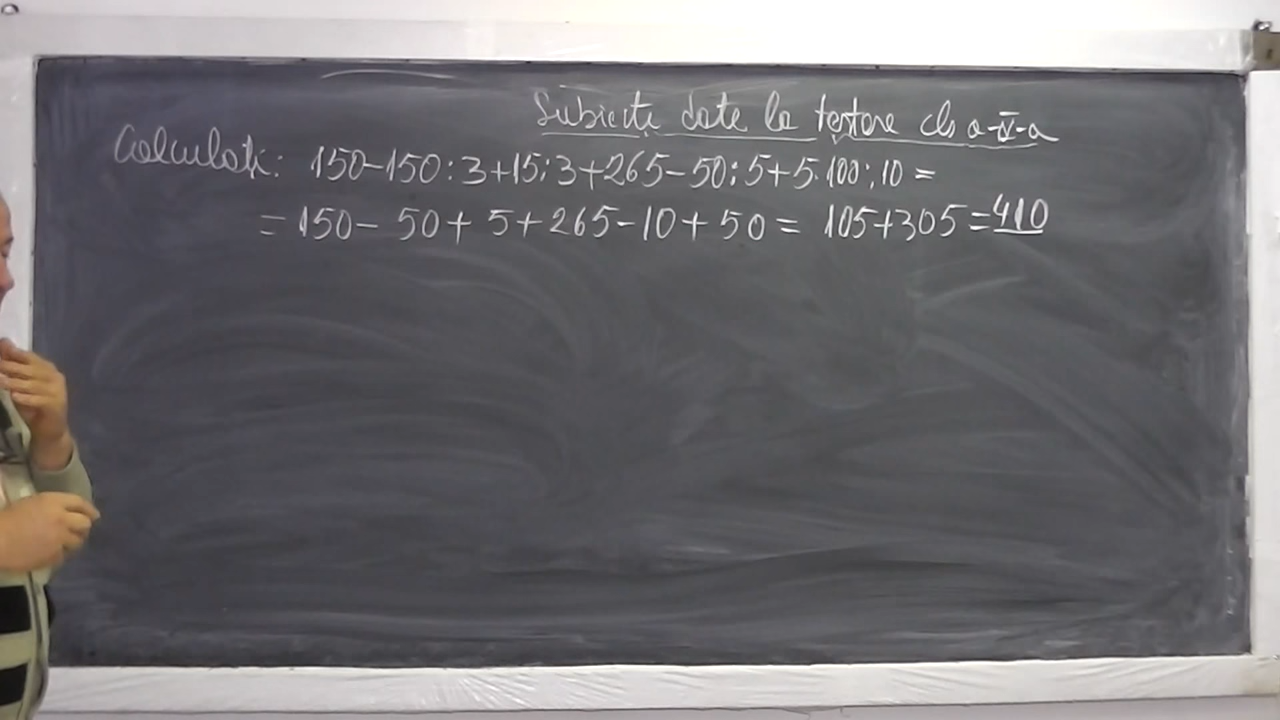 Subiecte date la testare cls a-V-a
Calculați: 150-150:3+15:3+265-50:5+5·100:10=
=150-50+5+265-10+50=105+305=410